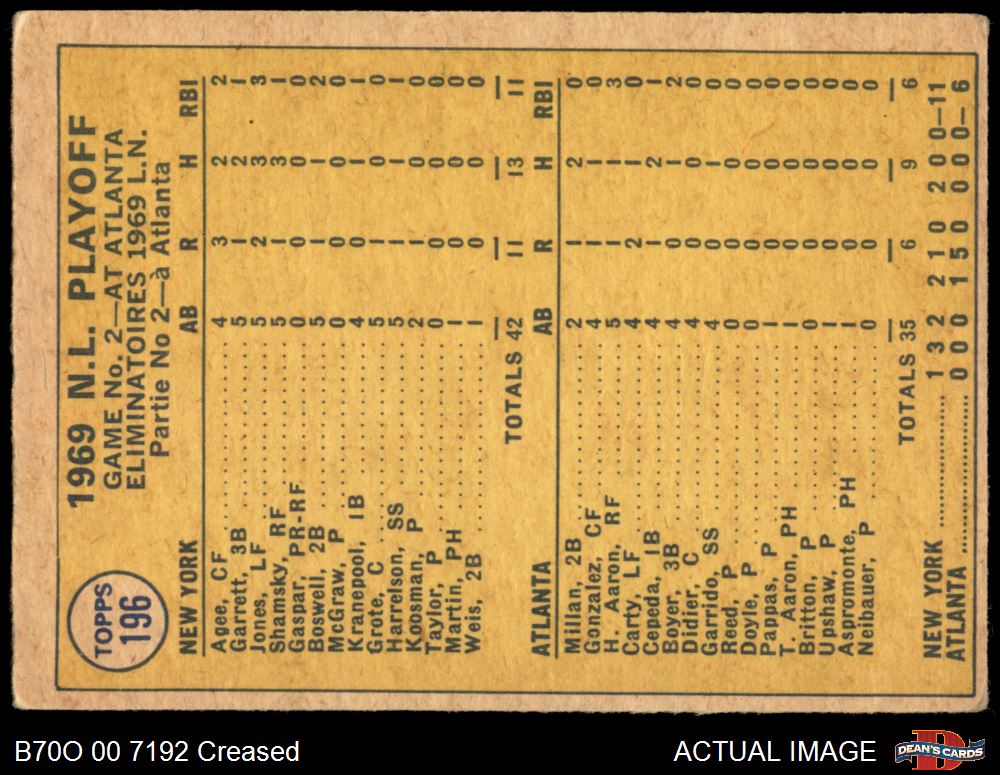 TOPPS
196
1969 N.L. PLAYOFF
GAME No. 2—AT ATLANTA
ELIMINATOIRES 1969 L.N.
Partie No 2—à Atlanta
NEW YORK AB R H RBI
Agee, CF 4 3 2 2
Garrett, 3B 5 1 2 1
Jones, LF 5 2 3 3
Shamsky, RF 5 1 3 1
Gaspar, PR-RF 0 0 0 0
Boswell, 2B 5 1 1 2
McGraw, P 0 0 0 0
Kranepool, 1B 4 0 1 1
Grote, C 5 1 0 0
Harrelson, SS 5 1 1 1
Koosman, P 2 1 0 0
Taylor, P 0 0 0 0
Martin, PH 1 0 0 0
Weis, 2B 1 0 0 0
TOTALS 42 11 13 11
ATLANTA AB R H RBI
Millan, 2B 2 1 2 0
Gonzalez, CF 4 1 1 0
H. Aaron, RF 5 1 1 3
Carty, LF 4 2 1 0
Cepeda, 1B 4 1 2 1
Boyer, 3B 4 0 1 2
Didier, C 4 0 0 0
Garrido, SS 4 0 1 0
Reed, P 0 0 0 0
Doyle, P 0 0 0 0
Pappas, P 1 0 0 0
T. Aaron, PH 1 0 0 0
Britton, P 0 0 0 0
Upshaw, P 1 0 0 0
Aspromonte, PH 1 0 0 0
Neibauer, P 0 0 0 0
TOTALS 35 6 9 6
NEW YORK 1 3 2 2 1 0 2 0 0—11
ATLANTA 0 0 0 1 5 0 0 0 0— 6
B70O 00 7192 Creased
ACTUAL IMAGE
DEAN'S CARDS